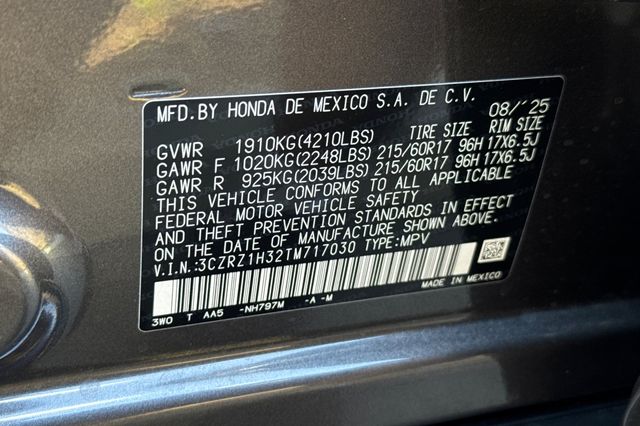 MFD.BY HONDA DE MEXICO S.A. DE C.V. 08/'25
GVWR 1910KG(4210LBS) TIRE SIZE RIM SIZE
GAWR F 1020KG(2248LBS) 215/60R17 96H 17X6.5J
GAWR R 925KG(2039LBS) 215/60R17 96H 17X6.5J
THIS VEHICLE CONFORMS TO ALL APPLICABLE
FEDERAL MOTOR VEHICLE SAFETY
AND THEFT PREVENTION STANDARDS IN EFFECT
ON THE DATE OF MANUFACTURE SHOWN ABOVE.
V.I.N.:3CZRZ1H32TM717030 TYPE:MPV
MADE IN MEXICO
3WO T AA5 -NH797M -A -M